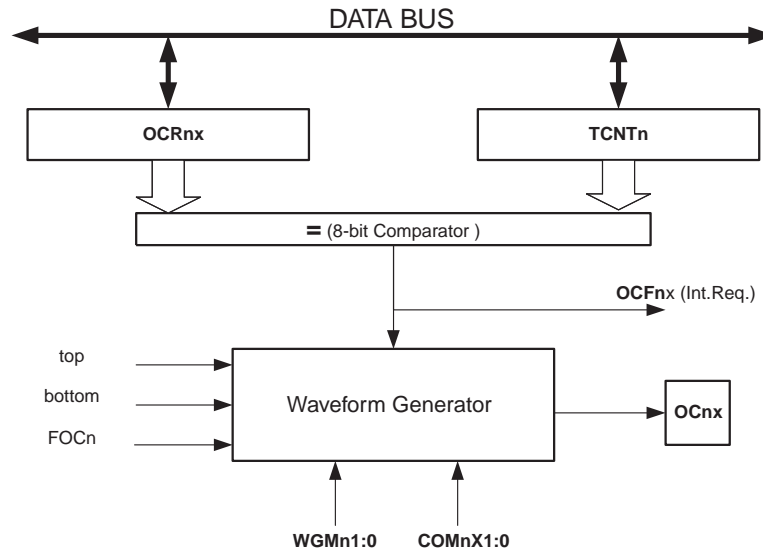 DATA BUS
OCRnx
TCNTn
= (8-bit Comparator )
OCFnx (Int.Req.)
top
bottom
FOCn
Waveform Generator
OCnx
WGMn1:0
COMnX1:0